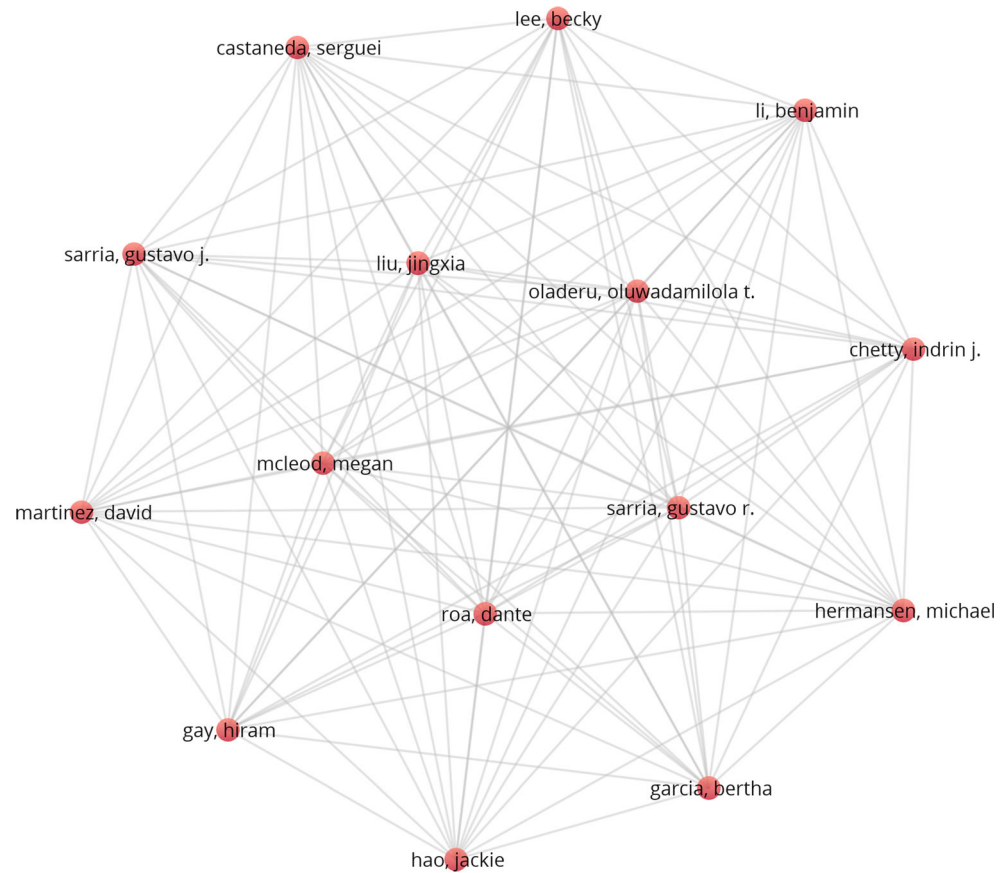 lee, becky
castaneda, serguei
li, benjamin
sarria, gustavo j.
liu, jingxia
oladeru, oluwadamilola t.
chetty, indrin j.
mcleod, megan
sarria, gustavo r.
martinez, david
roa, dante
hermansen, michael
gay, hiram
garcia, bertha
hao, jackie